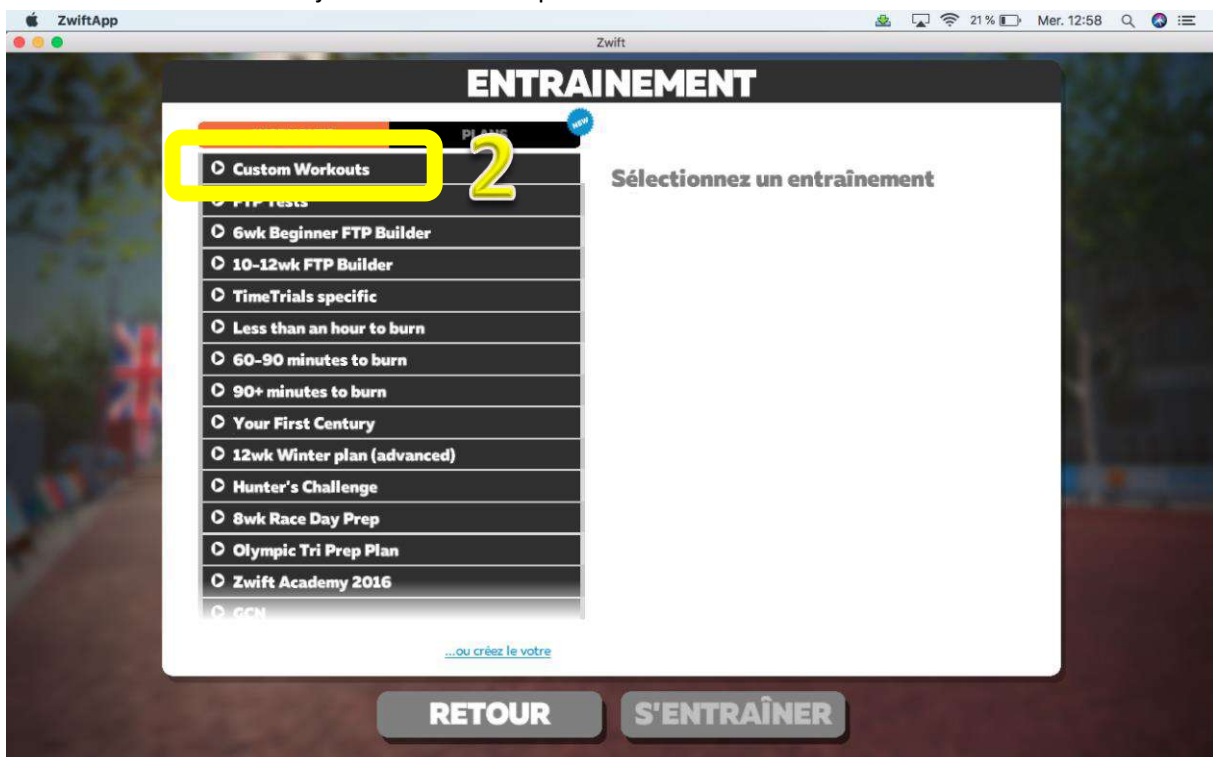 ZwiftApp
21 % Mer. 12:58
Zwift
ENTRAINEMENT
PLANS
NEW
Custom Workouts
2
FTP Tests
Sélectionnez un entraînement
6wk Beginner FTP Builder
10-12wk FTP Builder
TimeTrials specific
Less than an hour to burn
60-90 minutes to burn
90+ minutes to burn
Your First Century
12wk Winter plan (advanced)
Hunter's Challenge
8wk Race Day Prep
Olympic Tri Prep Plan
Zwift Academy 2016
GCN
...ou créez le votre
RETOUR
S'ENTRAÎNER